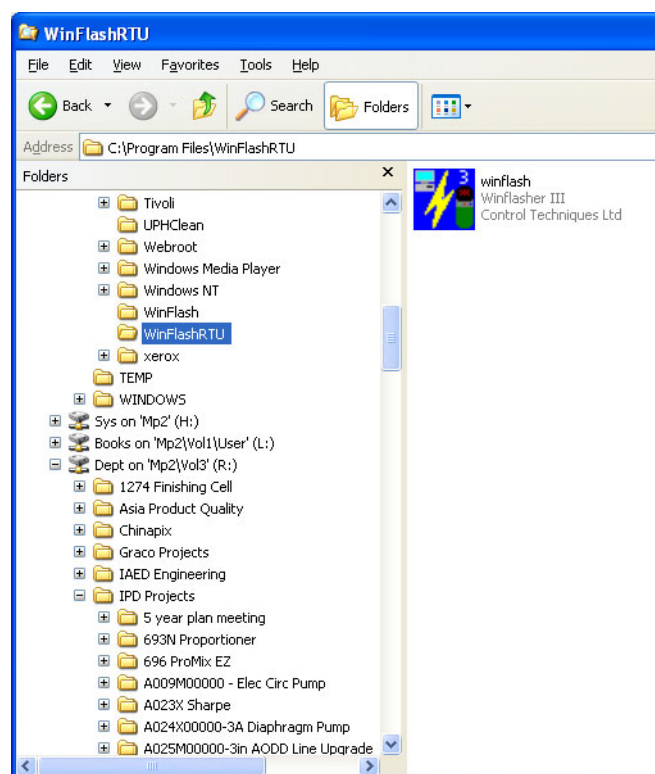 WinFlashRTU
File Edit View Favorites Tools Help
Back Search Folders
Address C:\Program Files\WinFlashRTU
Folders x
Tivoli
UPHClean
Webroot
Windows Media Player
Windows NT
WinFlash
WinFlashRTU
xerox
TEMP
WINDOWS
Sys on 'Mp2' (H:)
Books on 'Mp2\Vol1\User' (L:)
Dept on 'Mp2\Vol3' (R:)
1274 Finishing Cell
Asia Product Quality
Chinapix
Graco Projects
IAED Engineering
IPD Projects
5 year plan meeting
693N Proportioner
696 ProMix EZ
A009M00000 - Elec Circ Pump
A023X Sharpe
A024X00000-3A Diaphragm Pump
A025M00000-3in AODD Line Upgrade
3
winflash
Winflasher III
Control Techniques Ltd